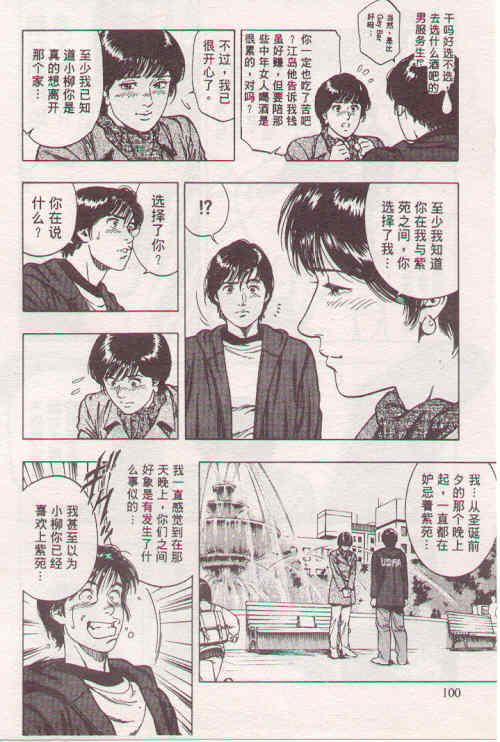 干吗好选不选
去选什么酒吧的
男服务生
当然,是比
Gay Bar
好吗…
你一定也吃了苦吧
?江岛他告诉我钱
虽好赚,但要陪那
些中年女人喝酒是
很累的,对吗?
不过,我已
很开心了。
至少我已知
道小柳你是
真的想离开
那个家…
至少我知道
你在我与紫
苑之间,你
选择了我…
!?
选择了你?
你在说
什么?
我…从圣诞前
夕的那个晚上
起,一直都在
妒忌着紫苑…
我一直感觉到在那
天晚上,你们之间
好象是有发生了什
么事似的…
我甚至以为
小柳你已经
喜欢上紫苑…
100